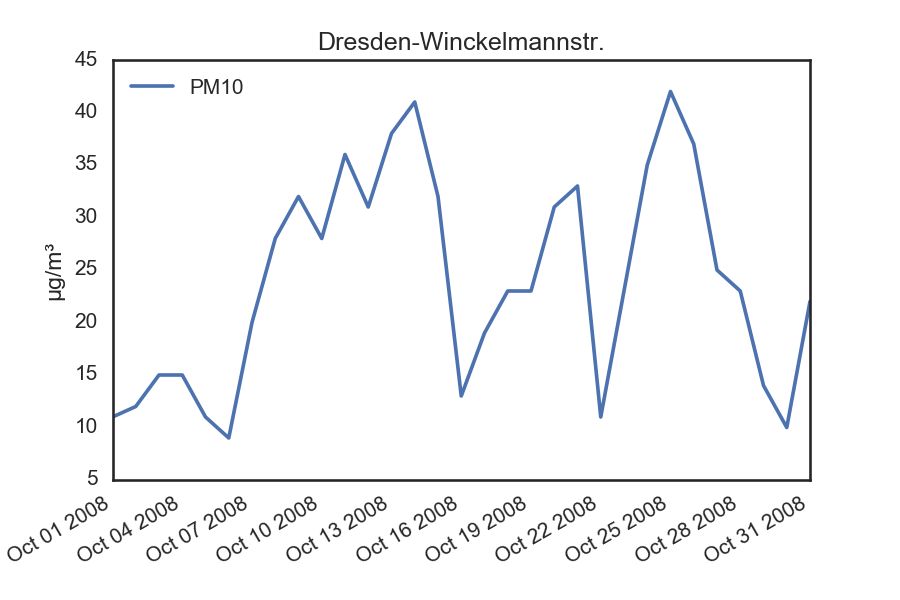 Dresden-Winckelmannstr.
PM10
µg/m³
45
40
35
30
25
20
15
10
5
Oct 01 2008
Oct 04 2008
Oct 07 2008
Oct 10 2008
Oct 13 2008
Oct 16 2008
Oct 19 2008
Oct 22 2008
Oct 25 2008
Oct 28 2008
Oct 31 2008